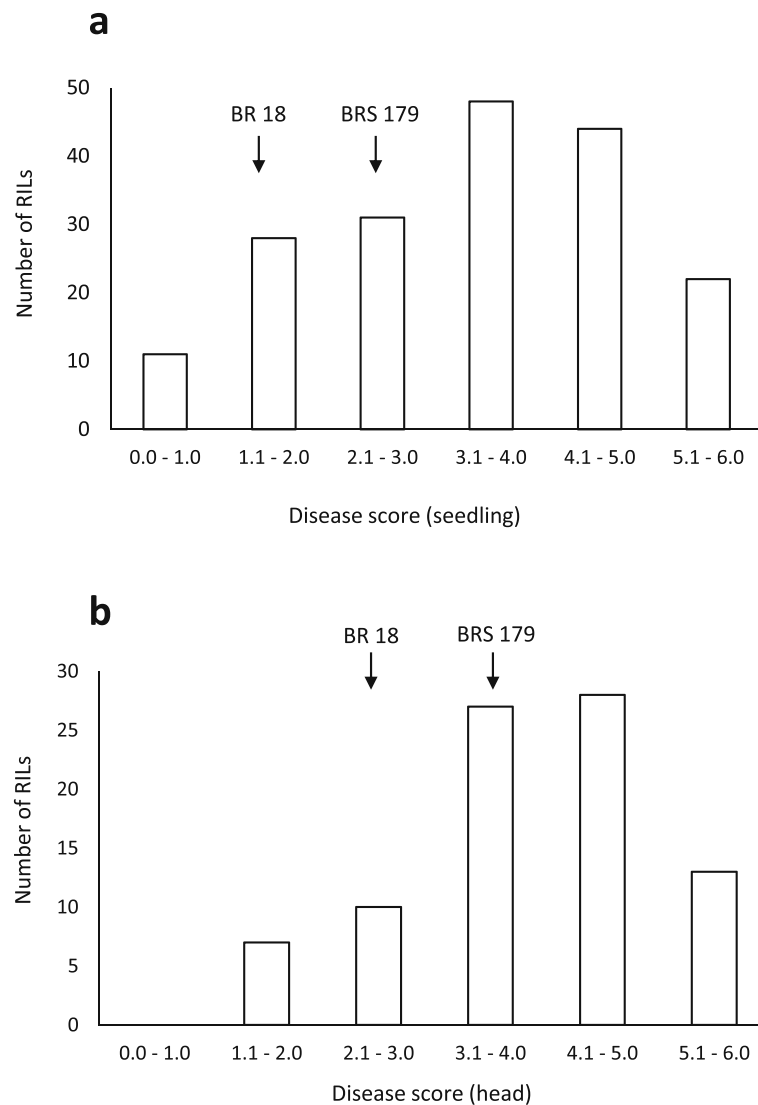 a
Number of RILs
50
40
30
20
10
0
BR 18 BRS 179
0.0 - 1.0 1.1 - 2.0 2.1 - 3.0 3.1 - 4.0 4.1 - 5.0 5.1 - 6.0
Disease score (seedling)
b
Number of RILs
30
25
20
15
10
5
0
BR 18 BRS 179
0.0 - 1.0 1.1 - 2.0 2.1 - 3.0 3.1 - 4.0 4.1 - 5.0 5.1 - 6.0
Disease score (head)